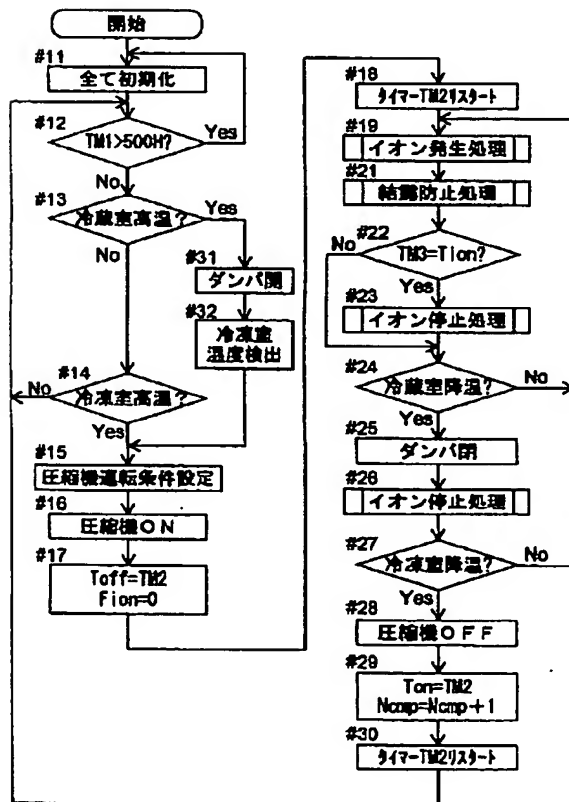 開始
#11
全て初期化
#12
TM1>500H?
Yes
No
#13
冷蔵室高温?
Yes
No
#31
ダンパ開
#32
冷凍室
温度検出
#14
冷凍室高温?
No
Yes
#15
圧縮機運転条件設定
#16
圧縮機ON
#17
Toff=TM2
Fion=0
#18
タイマーTM2リスタート
#19
イオン発生処理
#21
結露防止処理
#22
TM3=Tion?
No
Yes
#23
イオン停止処理
#24
冷蔵室降温?
No
Yes
#25
ダンパ閉
#26
イオン停止処理
#27
冷凍室降温?
No
Yes
#28
圧縮機OFF
#29
Ton=TM2
Ncmp=Ncmp+1
#30
タイマーTM2リスタート